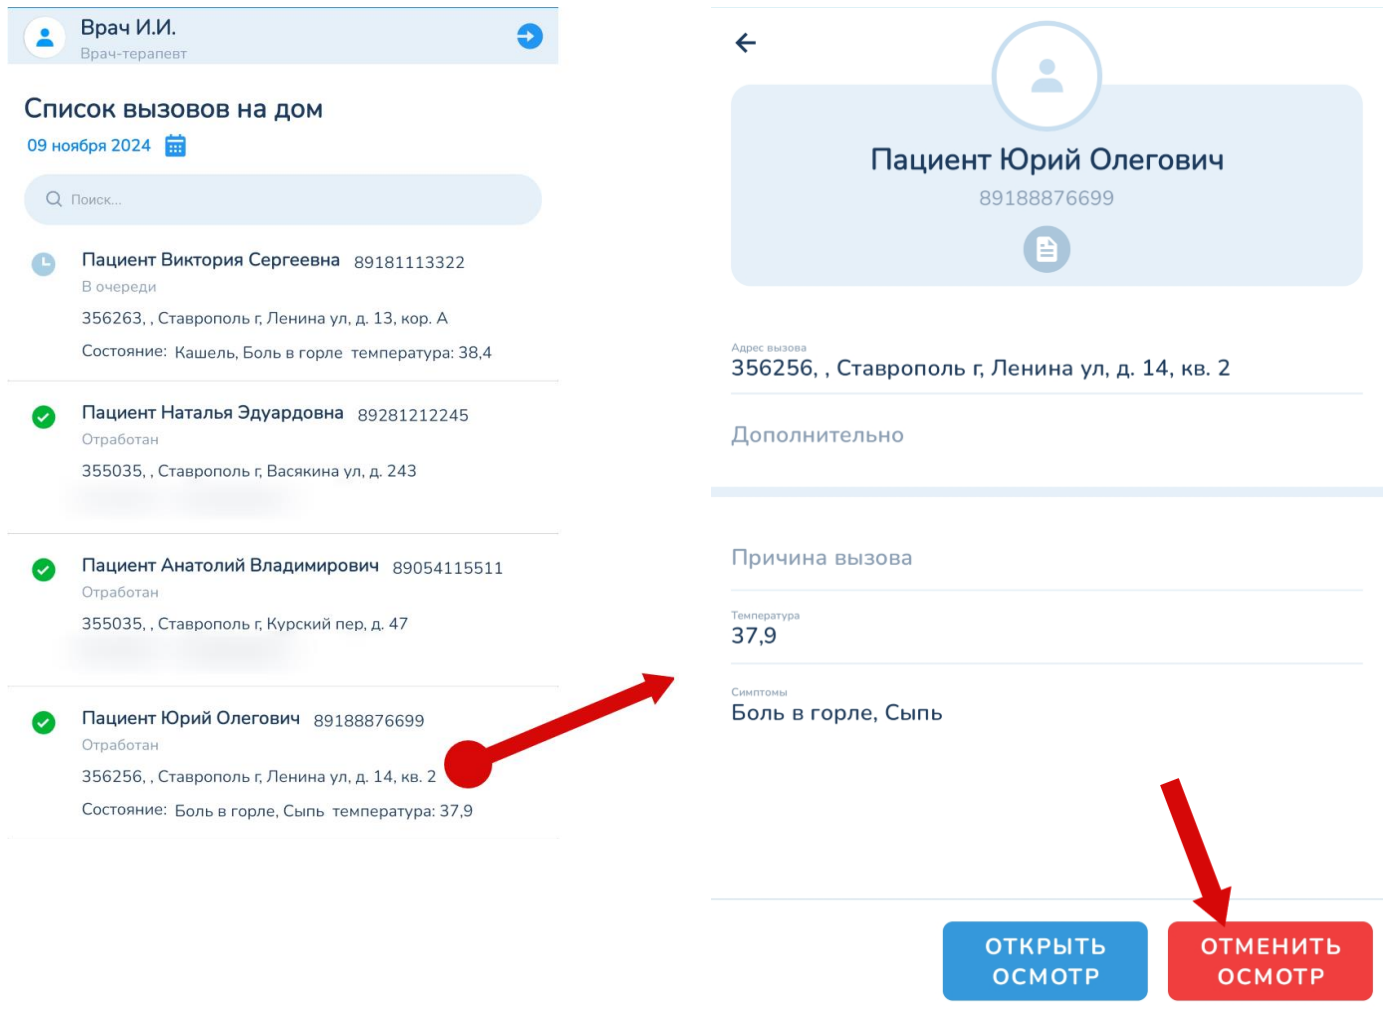 Врач И.И.
Врач-терапевт
Список вызовов на дом
09 ноября 2024
Поиск...
Пациент Виктория Сергеевна 89181113322
В очереди
356263, , Ставрополь г, Ленина ул, д. 13, кор. А
Состояние: Кашель, Боль в горле температура: 38,4
Пациент Наталья Эдуардовна 89281212245
Отработан
355035, , Ставрополь г, Васякина ул, д. 243
Пациент Анатолий Владимирович 89054115511
Отработан
355035, , Ставрополь г, Курский пер, д. 47
Пациент Юрий Олегович 89188876699
Отработан
356256, , Ставрополь г, Ленина ул, д. 14, кв. 2
Состояние: Боль в горле, Сыпь температура: 37,9
Пациент Юрий Олегович
89188876699
Адрес вызова
356256, , Ставрополь г, Ленина ул, д. 14, кв. 2
Дополнительно
Причина вызова
Температура
37,9
Симптомы
Боль в горле, Сыпь
ОТКРЫТЬ
ОСМОТР
ОТМЕНИТЬ
ОСМОТР